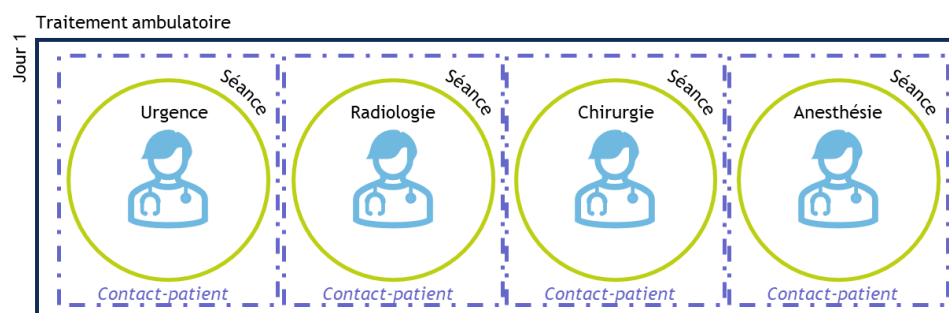 Traitement ambulatoire
Jour 1
Séance
Urgence
Contact-patient
Séance
Radiologie
Contact-patient
Séance
Chirurgie
Contact-patient
Séance
Anesthésie
Contact-patient